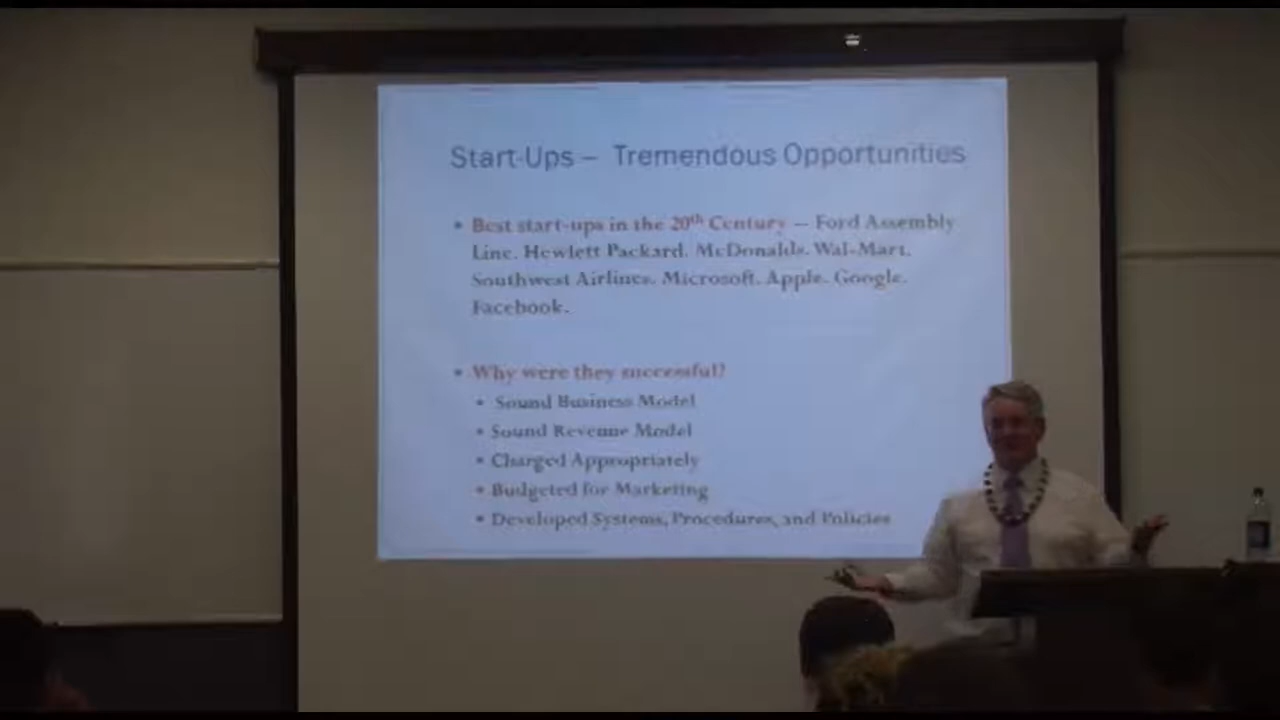 Start-Ups – Tremendous Opportunities
• Best start-ups in the 20th Century – Ford Assembly
Line, Hewlett Packard, McDonalds, Wal-Mart,
Southwest Airlines, Microsoft, Apple, Google,
Facebook.
• Why were they successful?
• Sound Business Model
• Sound Revenue Model
• Charged Appropriately
• Budgeted for Marketing
• Developed Systems, Procedures, and Policies